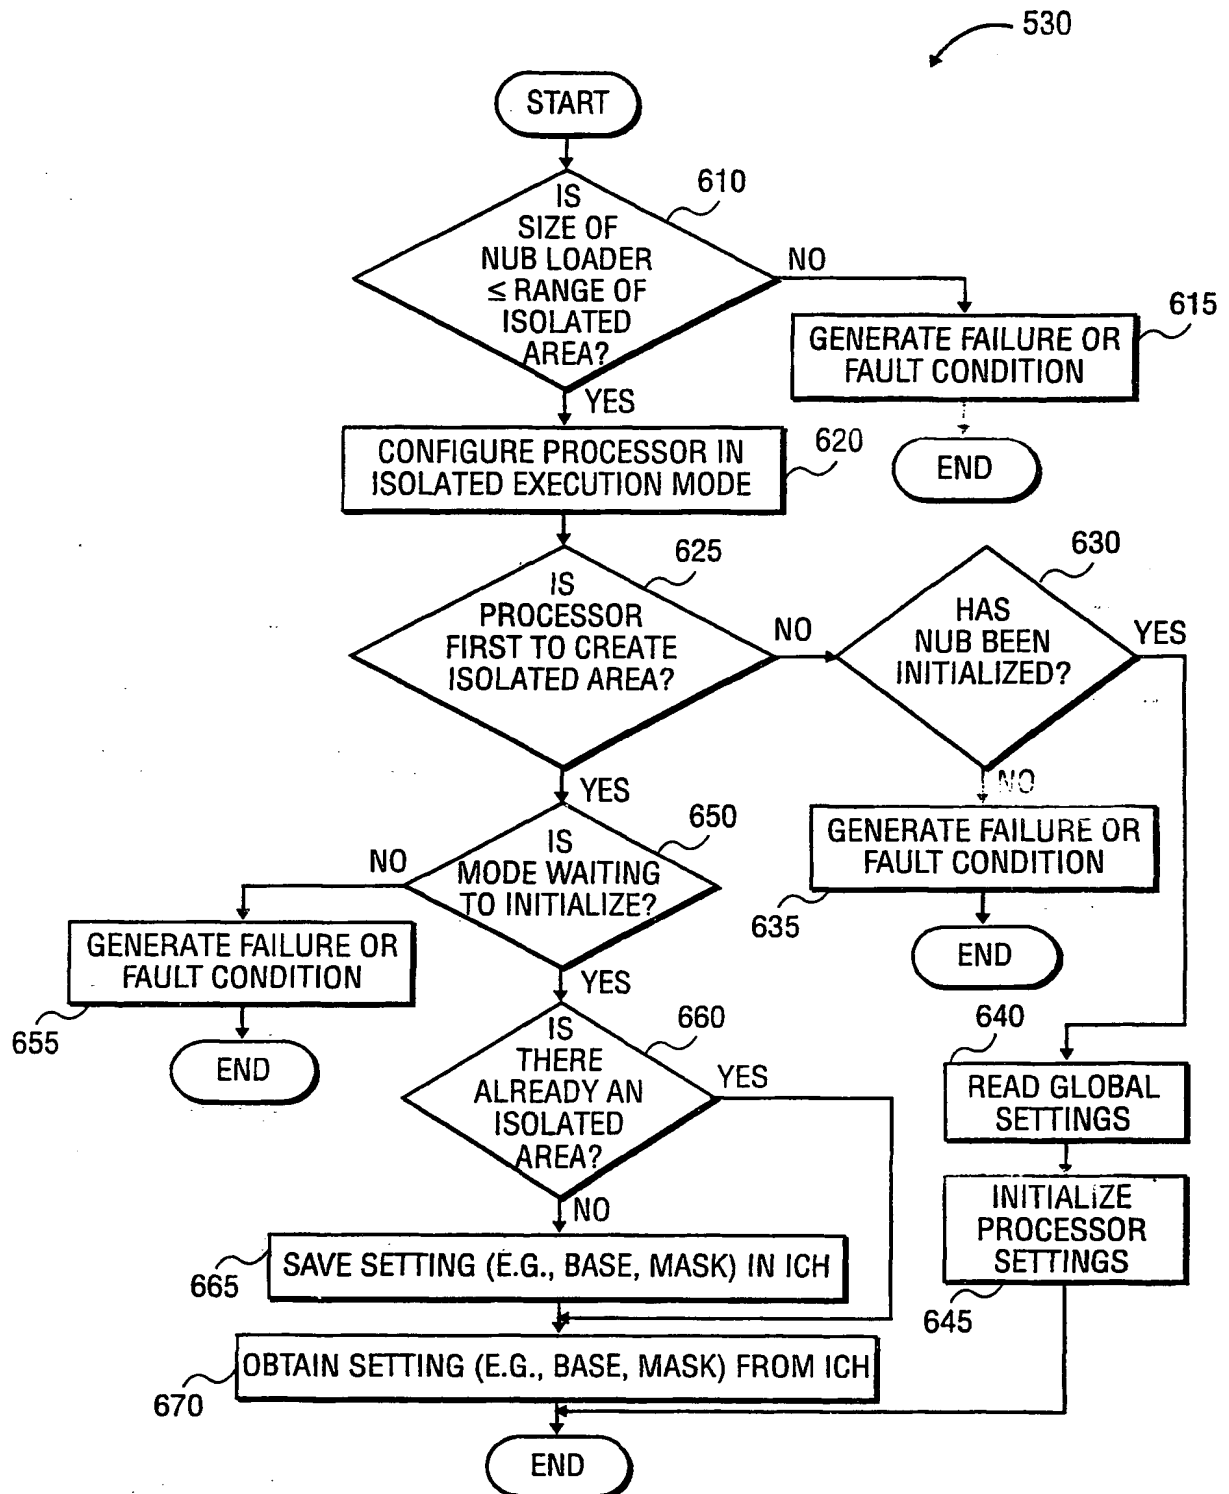 530
START
610
IS
SIZE OF
NUB LOADER
≤ RANGE OF
ISOLATED
AREA?
NO
615
GENERATE FAILURE OR
FAULT CONDITION
END
YES
CONFIGURE PROCESSOR IN
ISOLATED EXECUTION MODE
620
625
IS
PROCESSOR
FIRST TO CREATE
ISOLATED AREA?
NO
630
HAS
NUB BEEN
INITIALIZED?
YES
NO
GENERATE FAILURE OR
FAULT CONDITION
635
END
YES
650
IS
MODE WAITING
TO INITIALIZE?
NO
GENERATE FAILURE OR
FAULT CONDITION
655
END
YES
660
IS
THERE
ALREADY AN
ISOLATED
AREA?
YES
640
READ GLOBAL
SETTINGS
INITIALIZE
PROCESSOR
SETTINGS
645
NO
SAVE SETTING (E.G., BASE, MASK) IN ICH
665
OBTAIN SETTING (E.G., BASE, MASK) FROM ICH
670
END